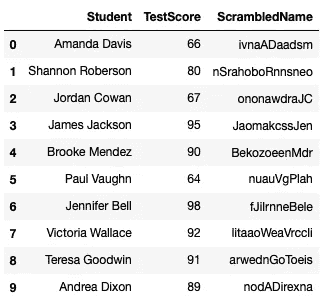 Student TestScore ScrambledName
0 Amanda Davis 66 ivnaADaadsm
1 Shannon Roberson 80 nSrahoboRnnsneo
2 Jordan Cowan 67 ononawdraJC
3 James Jackson 95 JaomakcssJen
4 Brooke Mendez 90 BekozoeenMdr
5 Paul Vaughn 64 nuauVgPlah
6 Jennifer Bell 98 fJilrnneBele
7 Victoria Wallace 92 litaaoWeaVrccli
8 Teresa Goodwin 91 arwednGoToeis
9 Andrea Dixon 89 nodADirexna